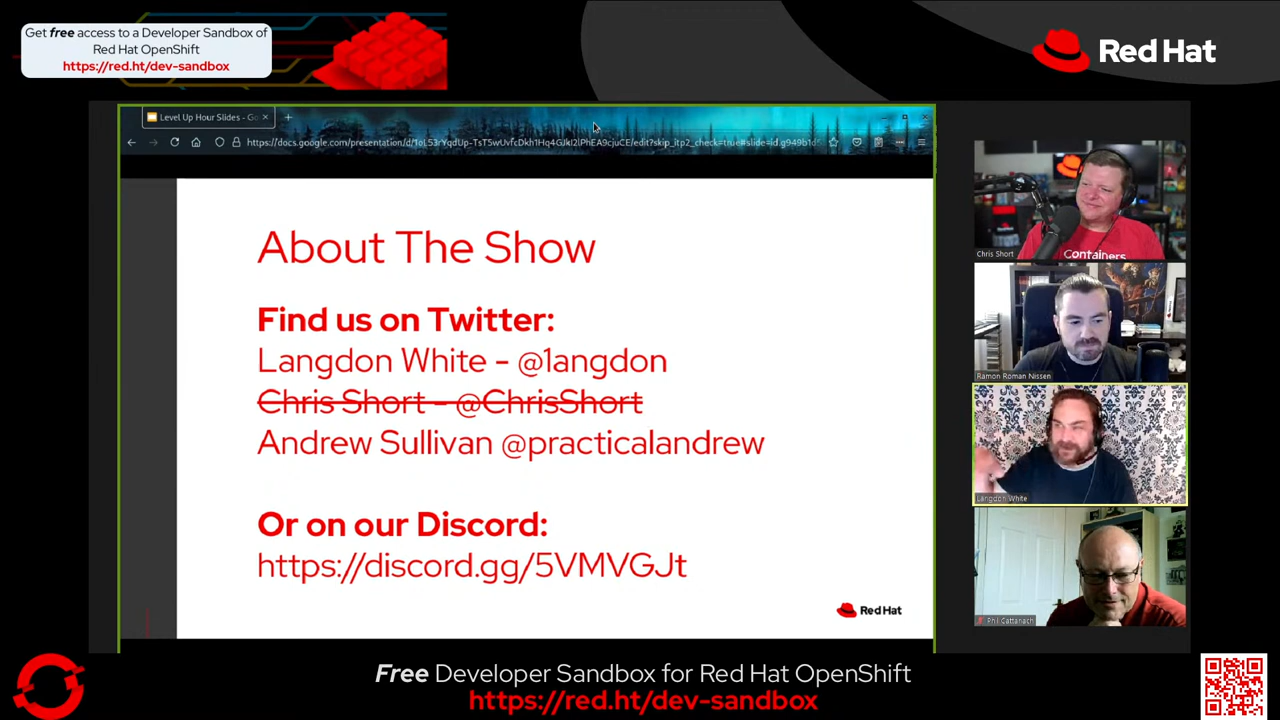 Get free access to a Developer Sandbox of
Red Hat OpenShift
https://red.ht/dev-sandbox
Red Hat
Level Up Hour Slides - Go
About The Show
Find us on Twitter:
Langdon White - @1angdon
Chris Short - @ChrisShort
Andrew Sullivan @practicalandrew
Or on our Discord:
https://discord.gg/5VMVGJt
Red Hat
Containers
Chris Short
Ramon Roman Nissen
Langdon White
Phil Cattanach
Free Developer Sandbox for Red Hat OpenShift
https://red.ht/dev-sandbox